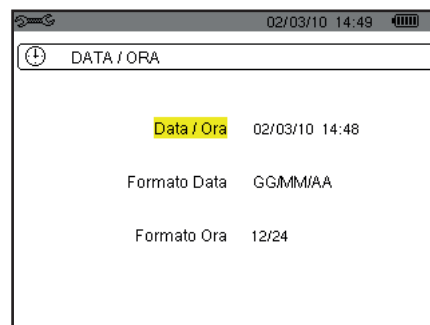 02/03/10 14:49
DATA / ORA
Data / Ora 02/03/10 14:48
Formato Data GG/MM/AA
Formato Ora 12/24